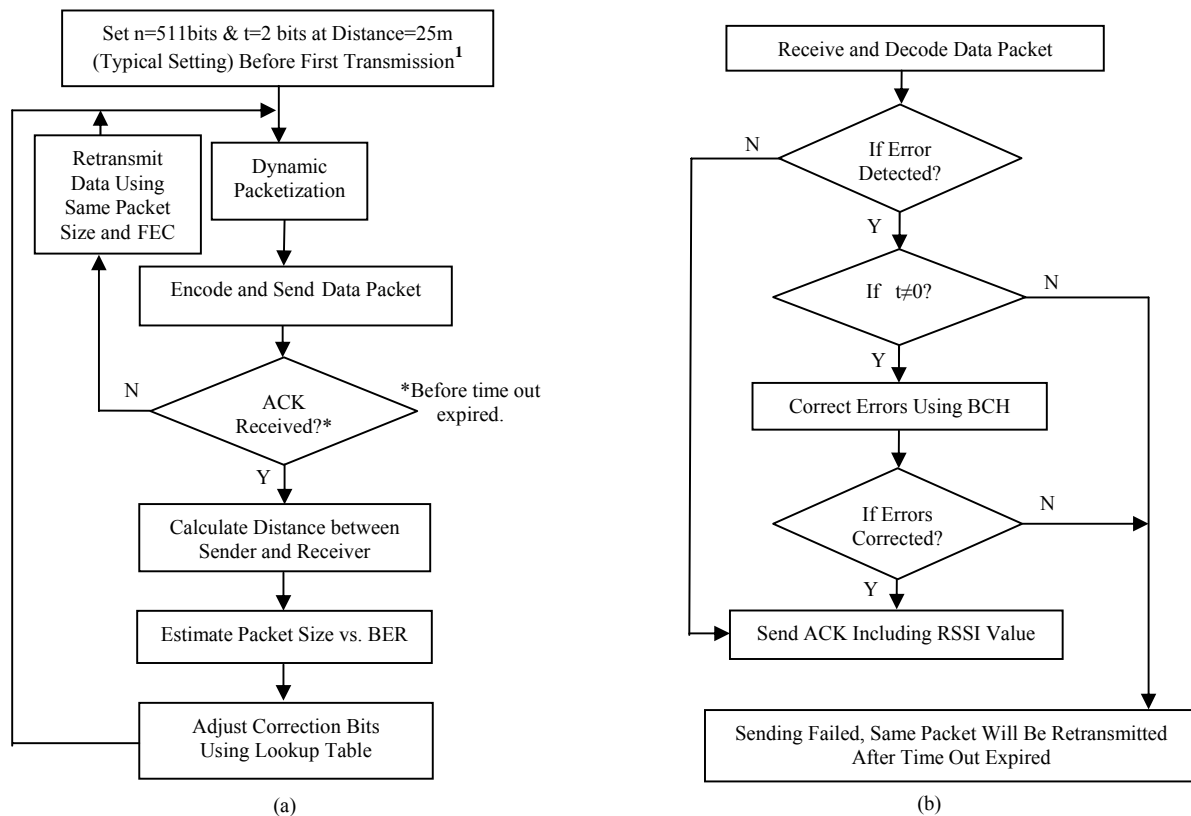 Set n=511bits & t=2 bits at Distance=25m
(Typical Setting) Before First Transmission¹
Retransmit
Data Using
Same Packet
Size and FEC
Dynamic
Packetization
Encode and Send Data Packet
N
ACK
Received?*
*Before time out
expired.
Y
Calculate Distance between
Sender and Receiver
Estimate Packet Size vs. BER
Adjust Correction Bits
Using Lookup Table
(a)
Receive and Decode Data Packet
N
If Error
Detected?
Y
If t≠0?
N
Y
Correct Errors Using BCH
If Errors
Corrected?
N
Y
Send ACK Including RSSI Value
Sending Failed, Same Packet Will Be Retransmitted
After Time Out Expired
(b)